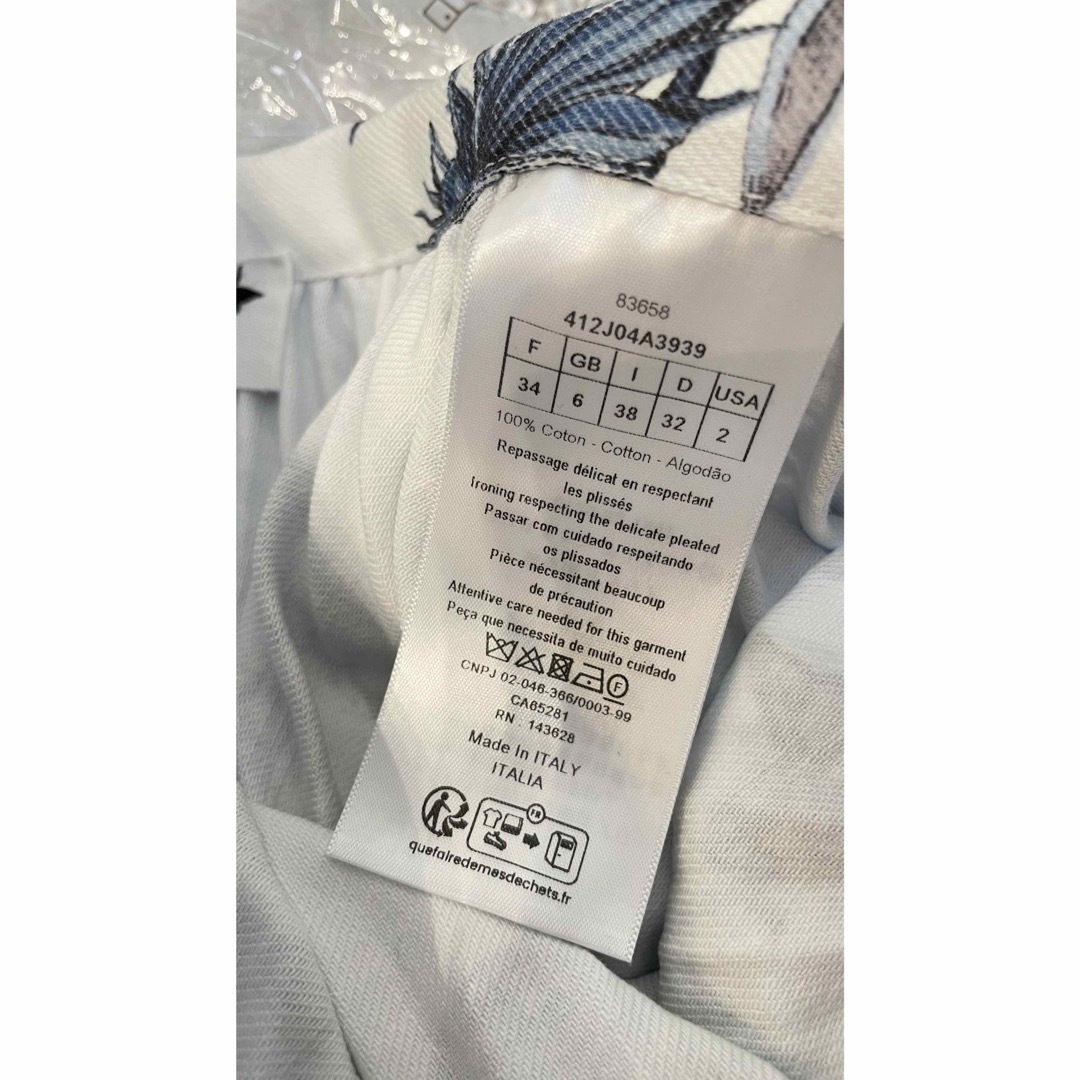 83658
412J04A3939
F GB I D USA
34 6 38 32 2
100% Coton - Cotton - Algodão
Repassage délicat en respectant
les plissés
Ironing respecting the delicate pleated
Passar com cuidado respeitando
os plissados
Pièce nécessitant beaucoup
de précaution
Attentive care needed for this garment
Peça que necessita de muito cuidado
F
CNPJ 02-046-366/0003-99
CA65281
RN : 143628
Made In ITALY
ITALIA
FR
quefairedemesdechets.fr